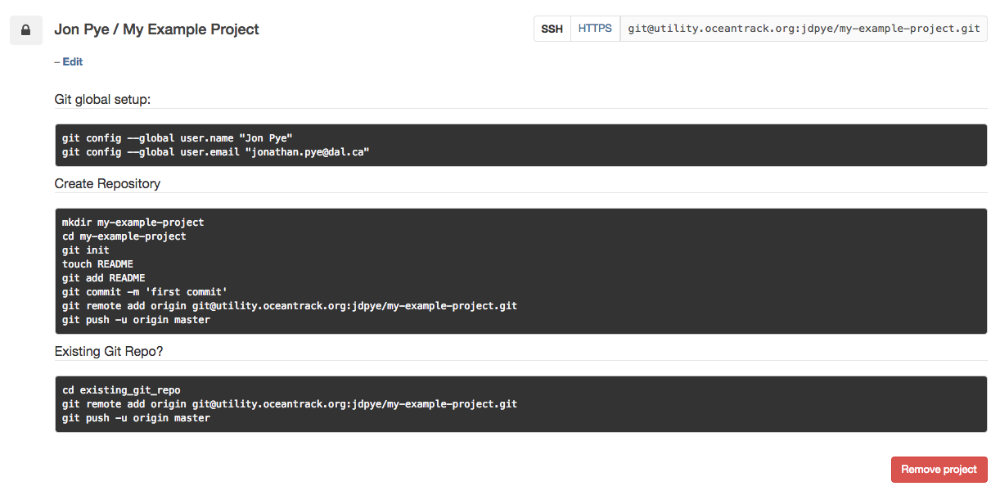 Jon Pye / My Example Project
SSH HTTPS git@utility.oceantrack.org:jdpye/my-example-project.git
– Edit
Git global setup:
git config --global user.name "Jon Pye"
git config --global user.email "jonathan.pye@dal.ca"
Create Repository
mkdir my-example-project
cd my-example-project
git init
touch README
git add README
git commit -m 'first commit'
git remote add origin git@utility.oceantrack.org:jdpye/my-example-project.git
git push -u origin master
Existing Git Repo?
cd existing_git_repo
git remote add origin git@utility.oceantrack.org:jdpye/my-example-project.git
git push -u origin master
Remove project